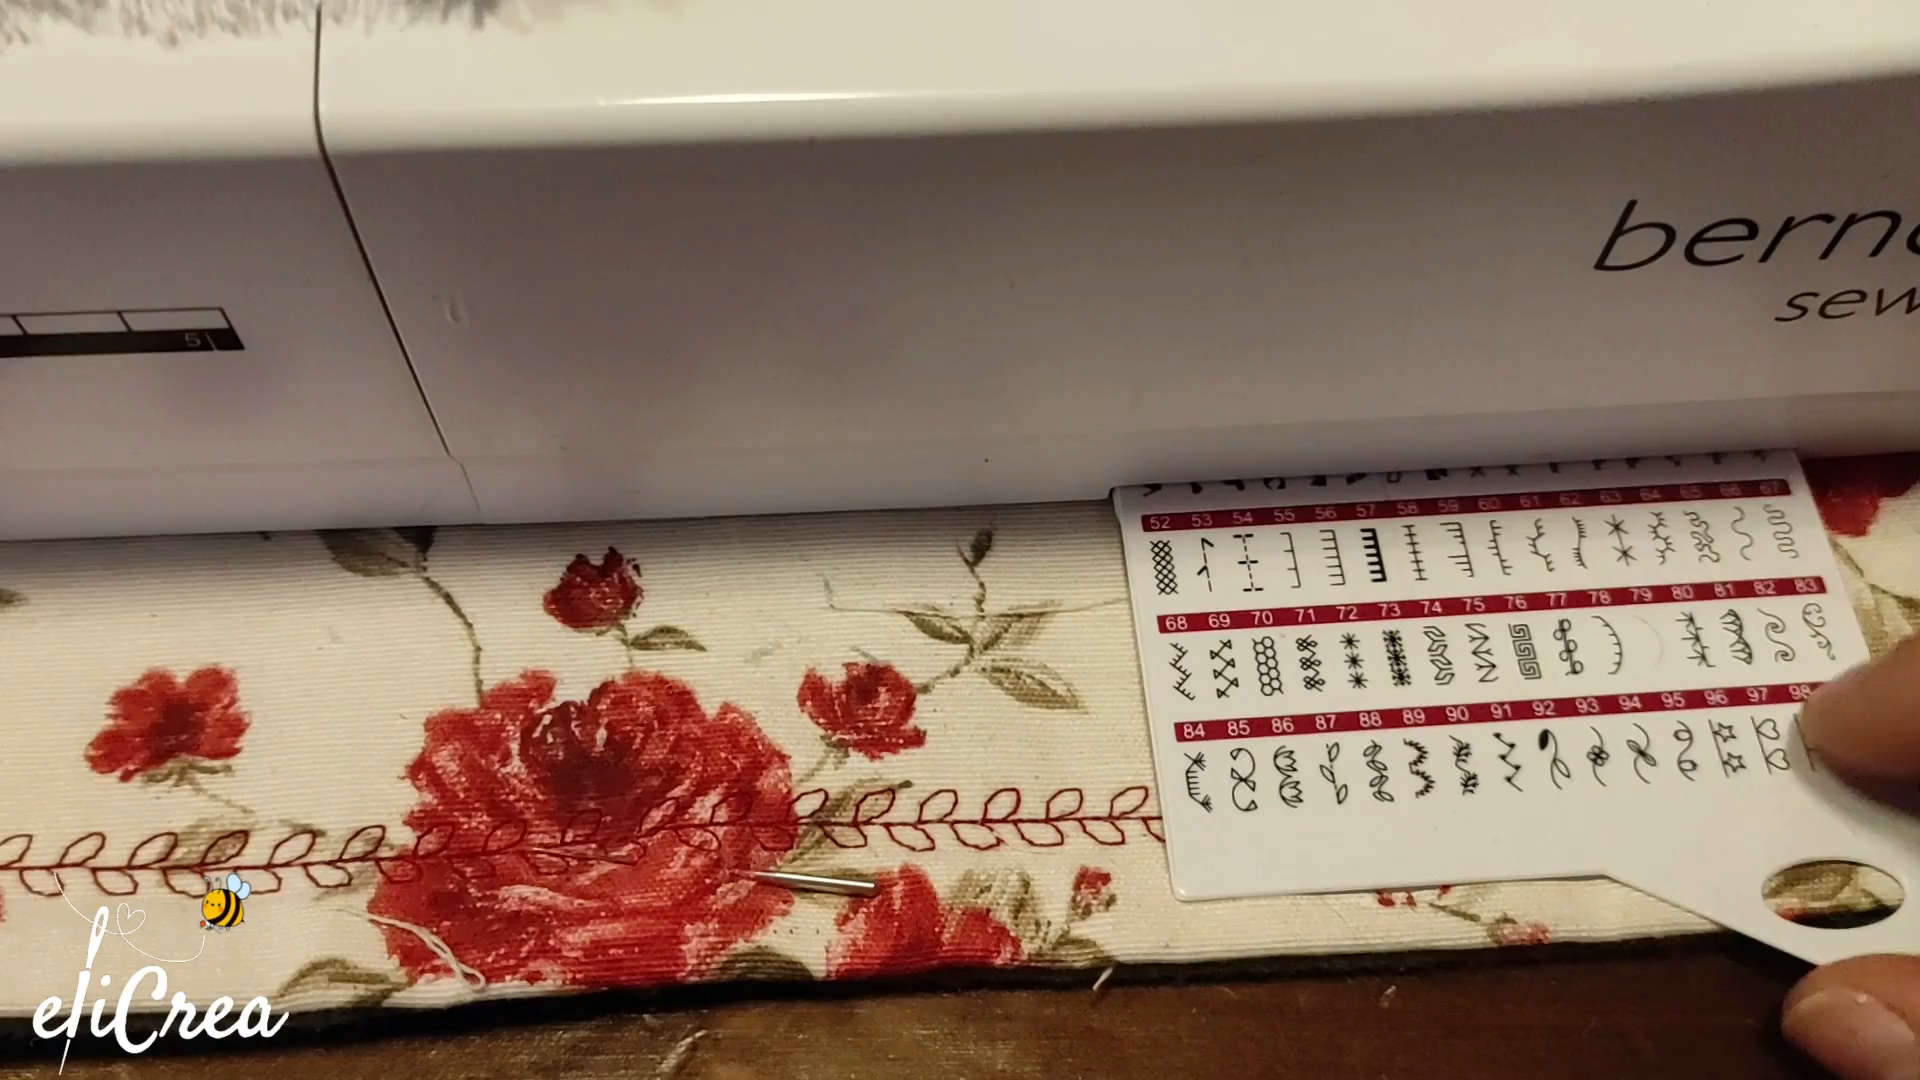 berna
sew
5
52 53 54 55 56 57 58 59 60 61 62 63 64 65 66 67
68 69 70 71 72 73 74 75 76 77 78 79 80 81 82 83
84 85 86 87 88 89 90 91 92 93 94 95 96 97 98
eliCrea